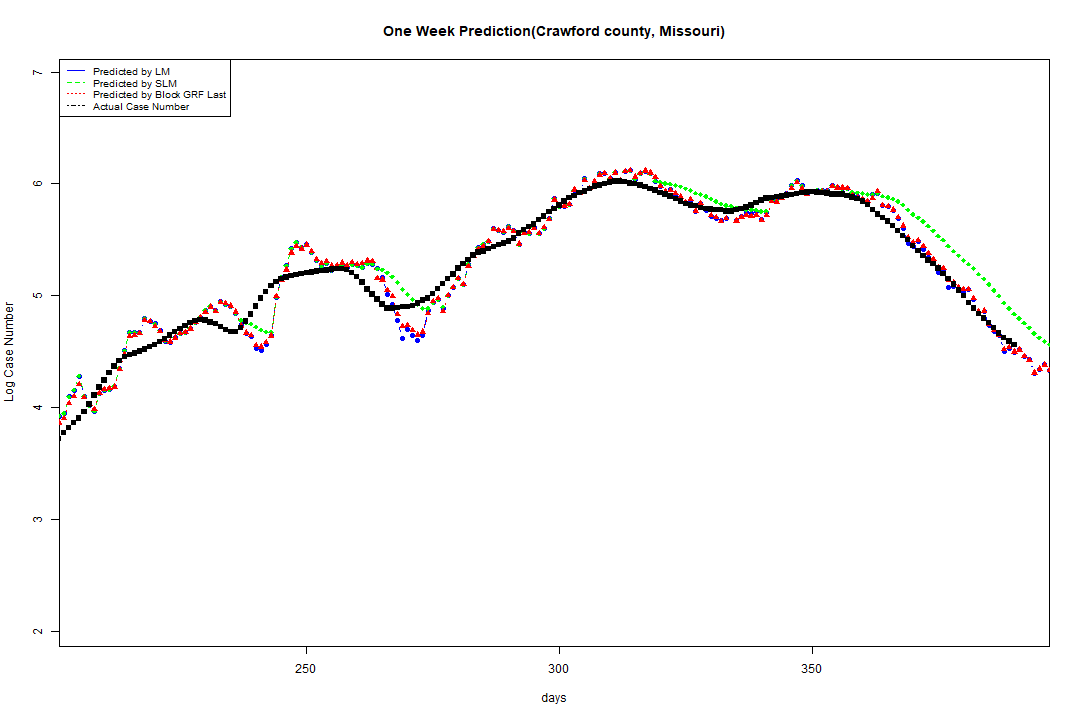 One Week Prediction(Crawford county, Missouri)
Predicted by LM
Predicted by SLM
Predicted by Block GRF Last
Actual Case Number
7
6
5
4
3
2
Log Case Number
250
300
350
days